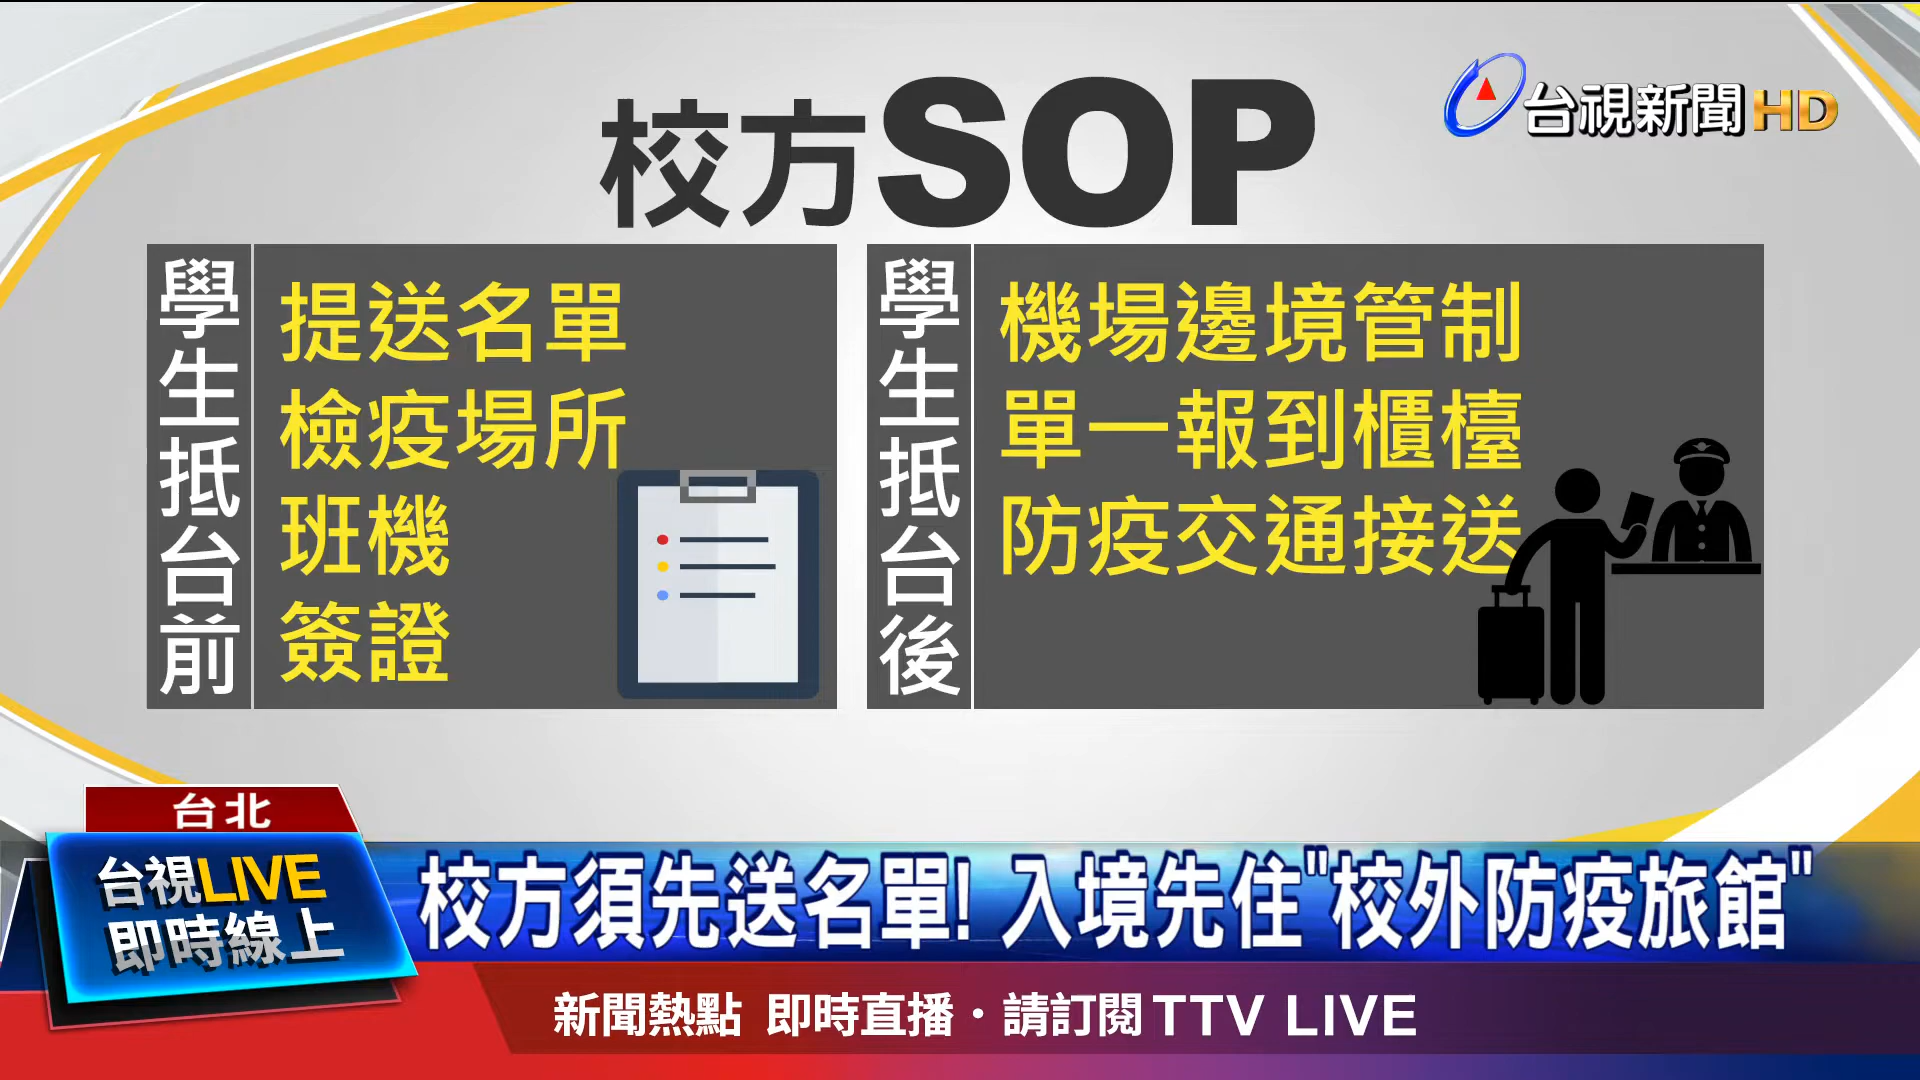 校方SOP
台視新聞HD
學生抵台前
提送名單
檢疫場所
班機
簽證
學生抵台後
機場邊境管制
單一報到櫃檯
防疫交通接送
台北
台視LIVE
即時線上
校方須先送名單! 入境先住"校外防疫旅館"
新聞熱點 即時直播·請訂閱TTV LIVE